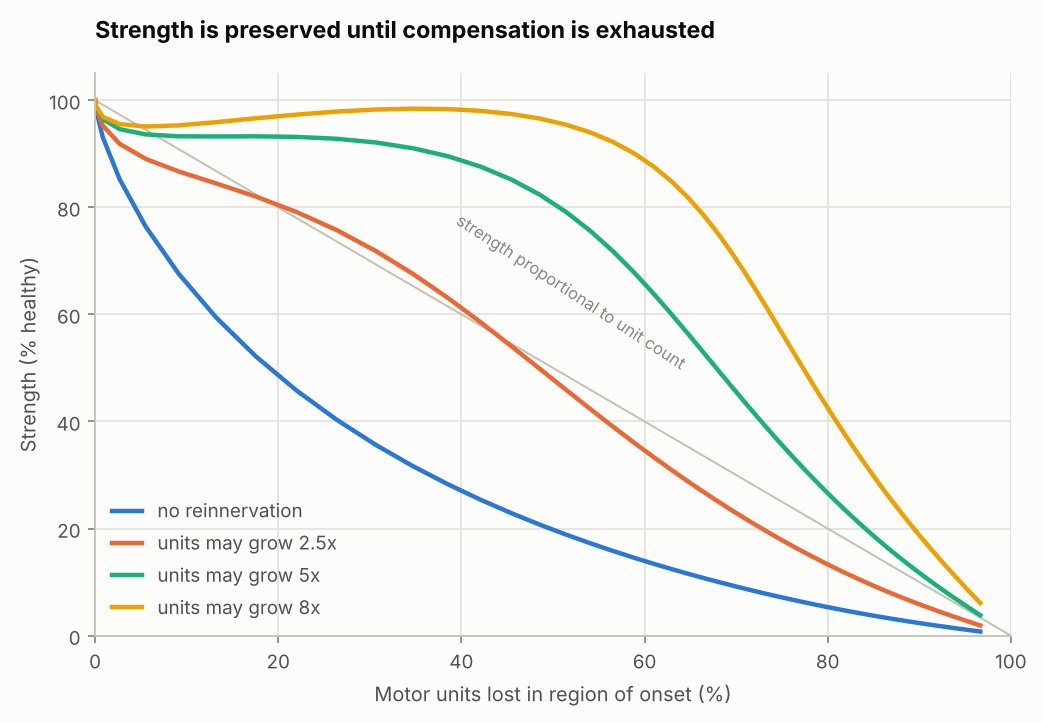 Strength is preserved until compensation is exhausted
100
80
60
40
20
0
Strength (% healthy)
strength proportional to unit count
no reinnervation
units may grow 2.5x
units may grow 5x
units may grow 8x
0 20 40 60 80 100
Motor units lost in region of onset (%)